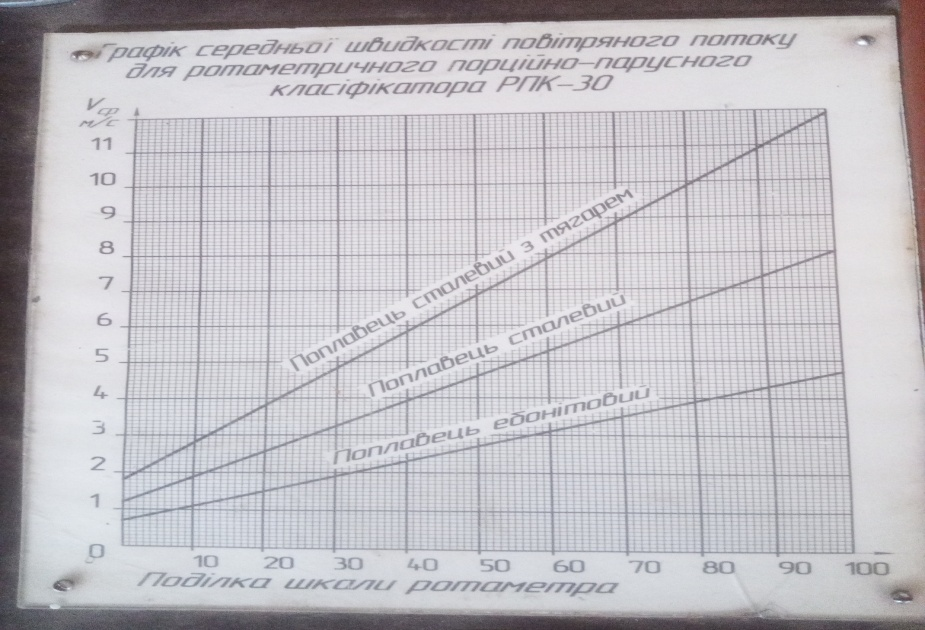 Графік середньої швидкості повітряного потоку
для ротаметричного порційно-парусного
класіфікатора РПК-30
Vср
м/с
11
10
9
8
7
6
5
4
3
2
1
0
Поплавець сталевий з тягарем
Поплавець сталевий
Поплавець ебонітовий
10 20 30 40 50 60 70 80 90 100
Поділка шкали ротаметра